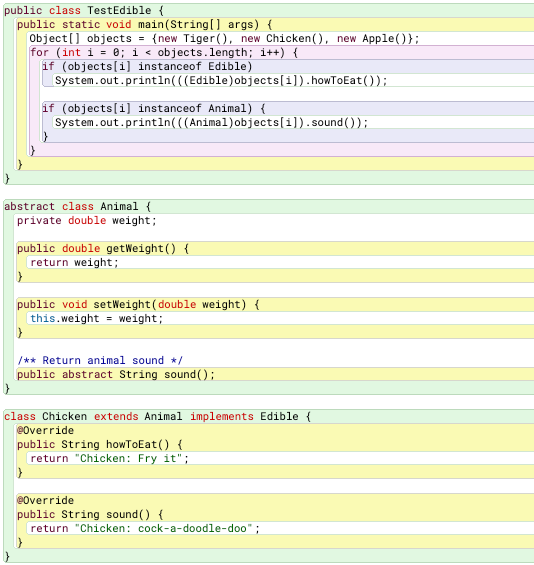 public class TestEdible {
public static void main(String[] args) {
Object[] objects = {new Tiger(), new Chicken(), new Apple()};
for (int i = 0; i < objects.length; i++) {
if (objects[i] instanceof Edible)
System.out.println(((Edible)objects[i]).howToEat());
if (objects[i] instanceof Animal) {
System.out.println(((Animal)objects[i]).sound());
}
}
}
}
abstract class Animal {
private double weight;
public double getWeight() {
return weight;
}
public void setWeight(double weight) {
this.weight = weight;
}
/** Return animal sound */
public abstract String sound();
}
class Chicken extends Animal implements Edible {
@Override
public String howToEat() {
return "Chicken: Fry it";
}
@Override
public String sound() {
return "Chicken: cock-a-doodle-doo";
}
}